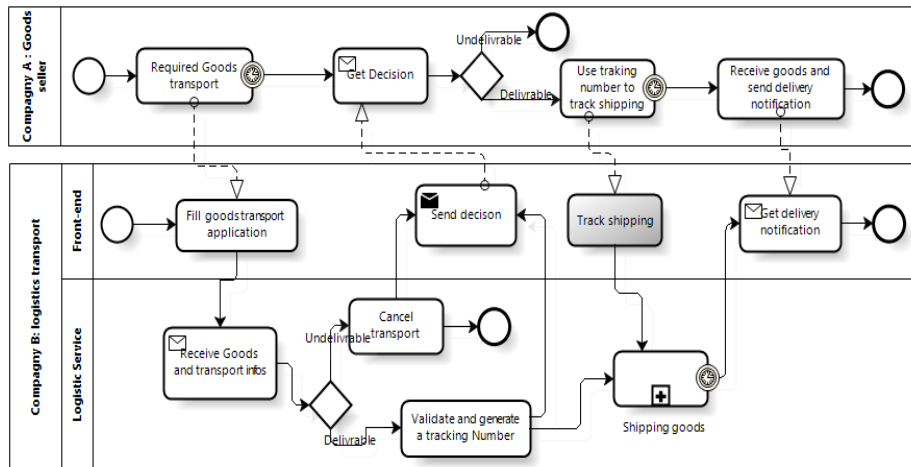 Compagny A : Goods
seller
Required Goods
transport
Get Decision
Undelivrable
Delivrable
Use traking
number to
track shipping
Receive goods and
send delivery
notification
Compagny B: logistics transport
Front-end
Fill goods transport
application
Send decison
Track shipping
Get delivery
notification
Logistic Service
Receive Goods
and transport infos
Undelivrable
Cancel
transport
Delivrable
Validate and generate
a tracking Number
Shipping goods